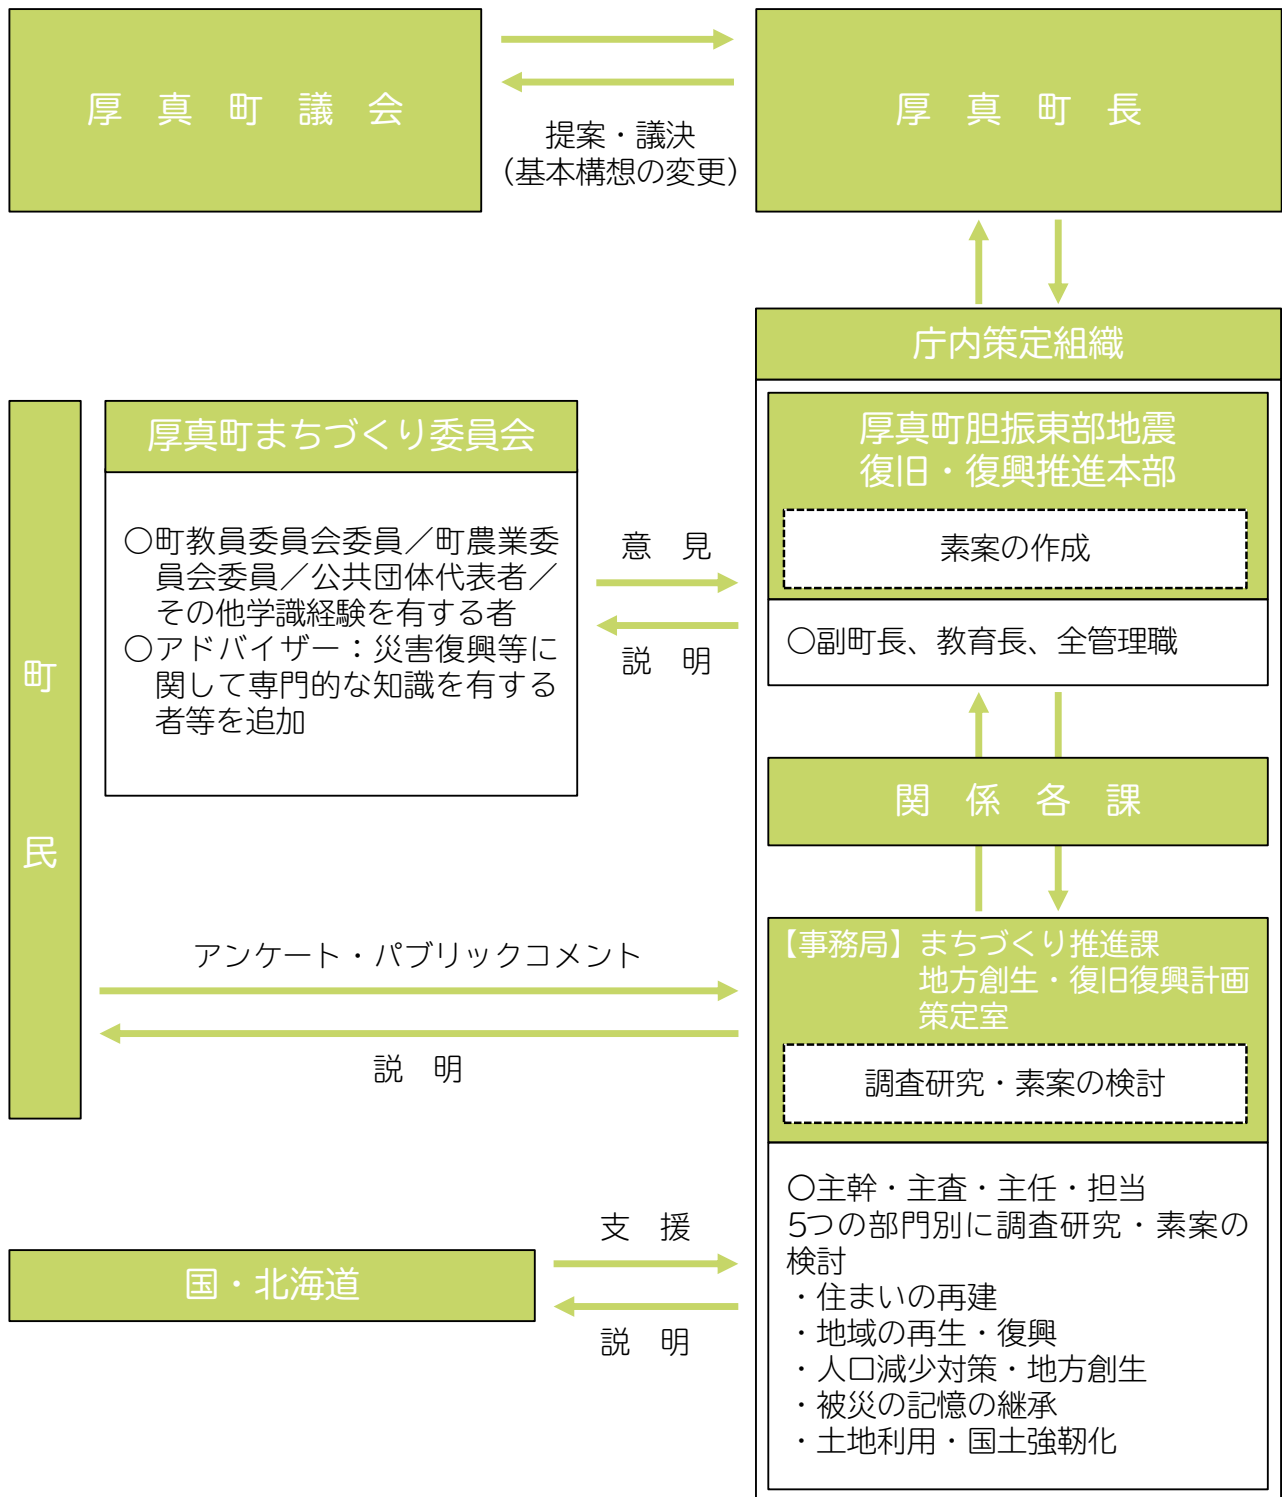 厚　真　町　議　会
厚　真　町　長
提案・議決
（基本構想の変更）
庁内策定組織
厚真町胆振東部地震
復旧・復興推進本部
素案の作成
○副町長、教育長、全管理職
町　民
厚真町まちづくり委員会
○町教員委員会委員／町農業委
員会委員／公共団体代表者／
その他学識経験を有する者
○アドバイザー：災害復興等に
関して専門的な知識を有する
者等を追加
意　見
説　明
関　係　各　課
アンケート・パブリックコメント
説　明
【事務局】まちづくり推進課
地方創生・復旧復興計画
策定室
調査研究・素案の検討
○主幹・主査・主任・担当
5つの部門別に調査研究・素案の
検討
・住まいの再建
・地域の再生・復興
・人口減少対策・地方創生
・被災の記憶の継承
・土地利用・国土強靭化
国・北海道
支　援
説　明